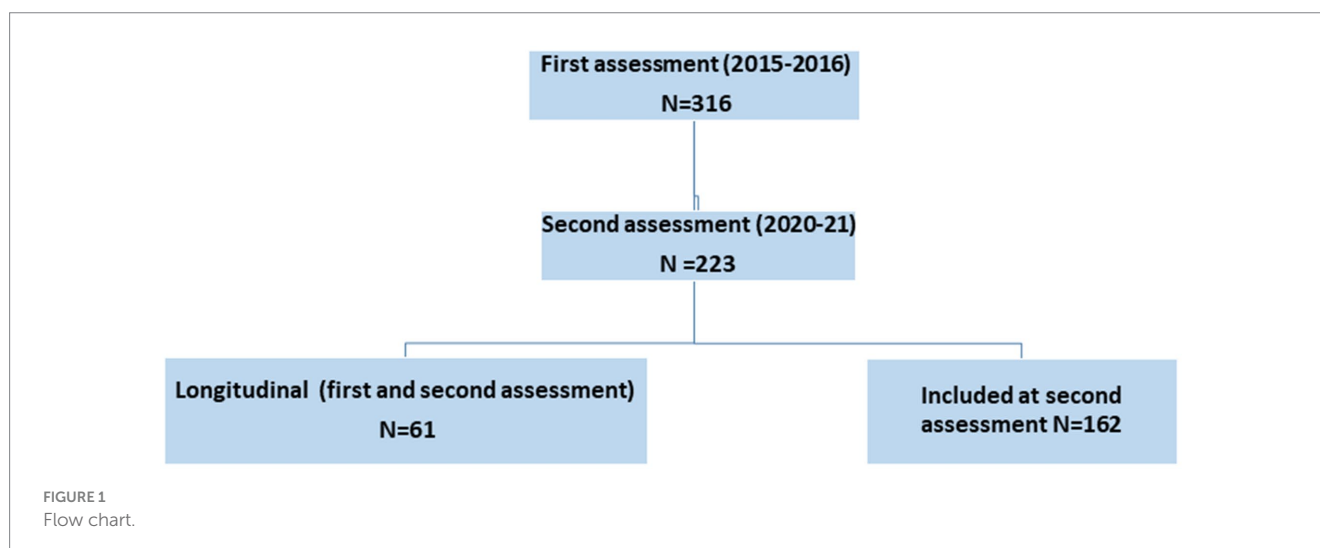 First assessment (2015-2016)
N=316
Second assessment (2020-21)
N =223
Longitudinal (first and second assessment)
N=61
Included at second
assessment N=162
FIGURE 1
Flow chart.